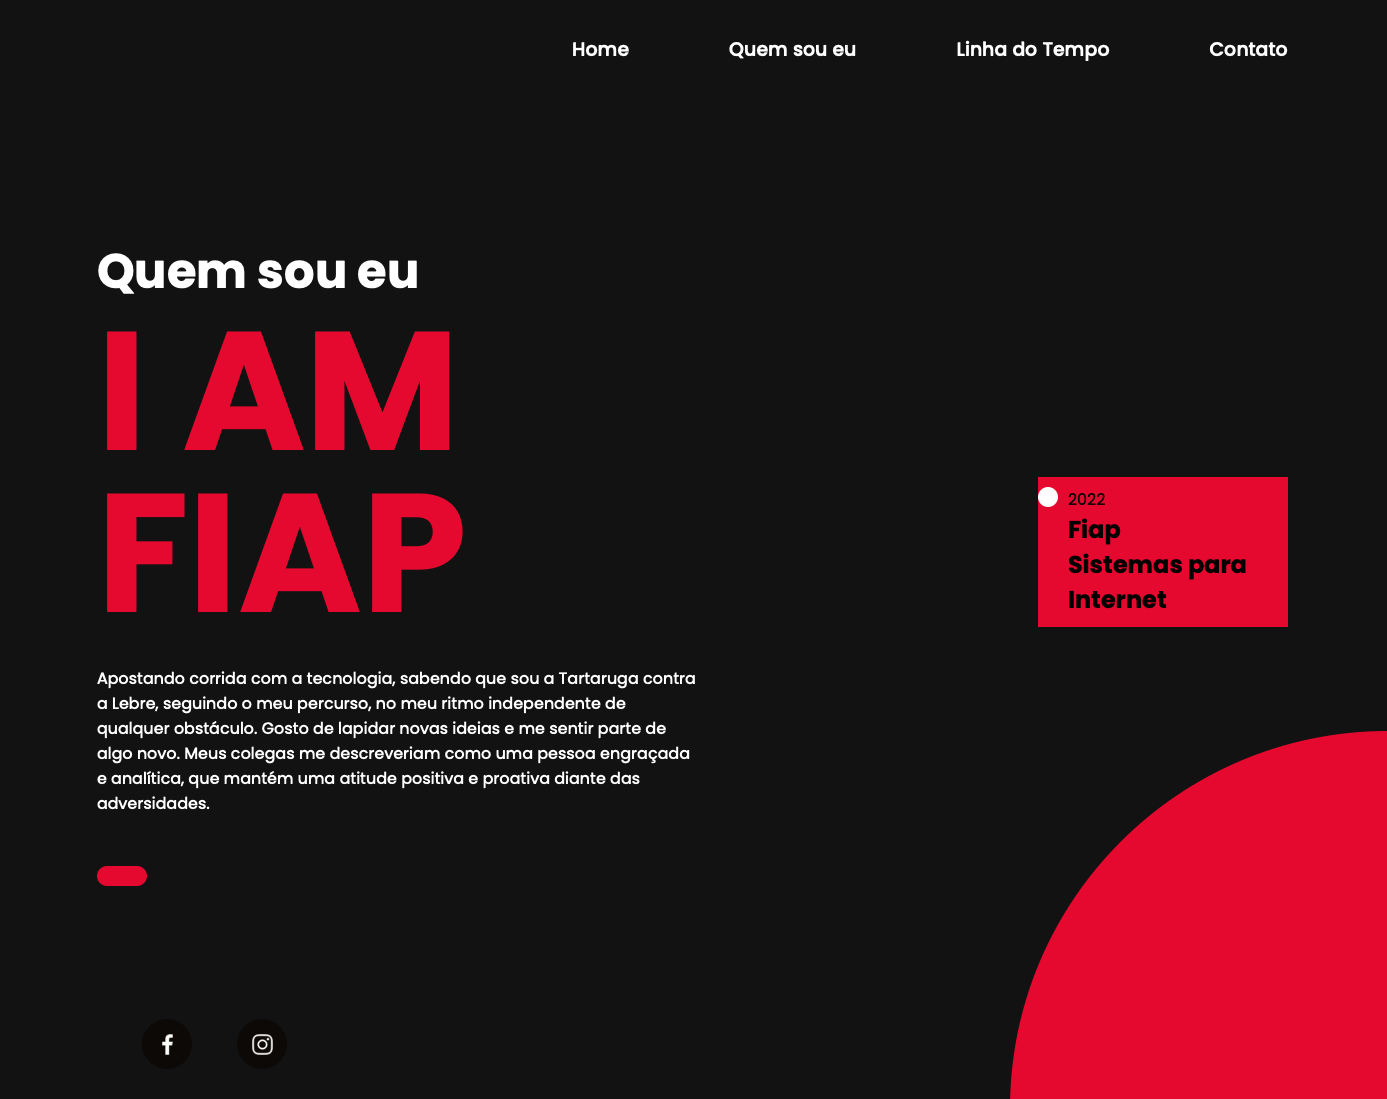 Home
Quem sou eu
Linha do Tempo
Contato
Quem sou eu
I AM
FIAP
2022
Fiap
Sistemas para
Internet
Apostando corrida com a tecnologia, sabendo que sou a Tartaruga contra
a Lebre, seguindo o meu percurso, no meu ritmo independente de
qualquer obstáculo. Gosto de lapidar novas ideias e me sentir parte de
algo novo. Meus colegas me descreveriam como uma pessoa engraçada
e analítica, que mantém uma atitude positiva e proativa diante das
adversidades.